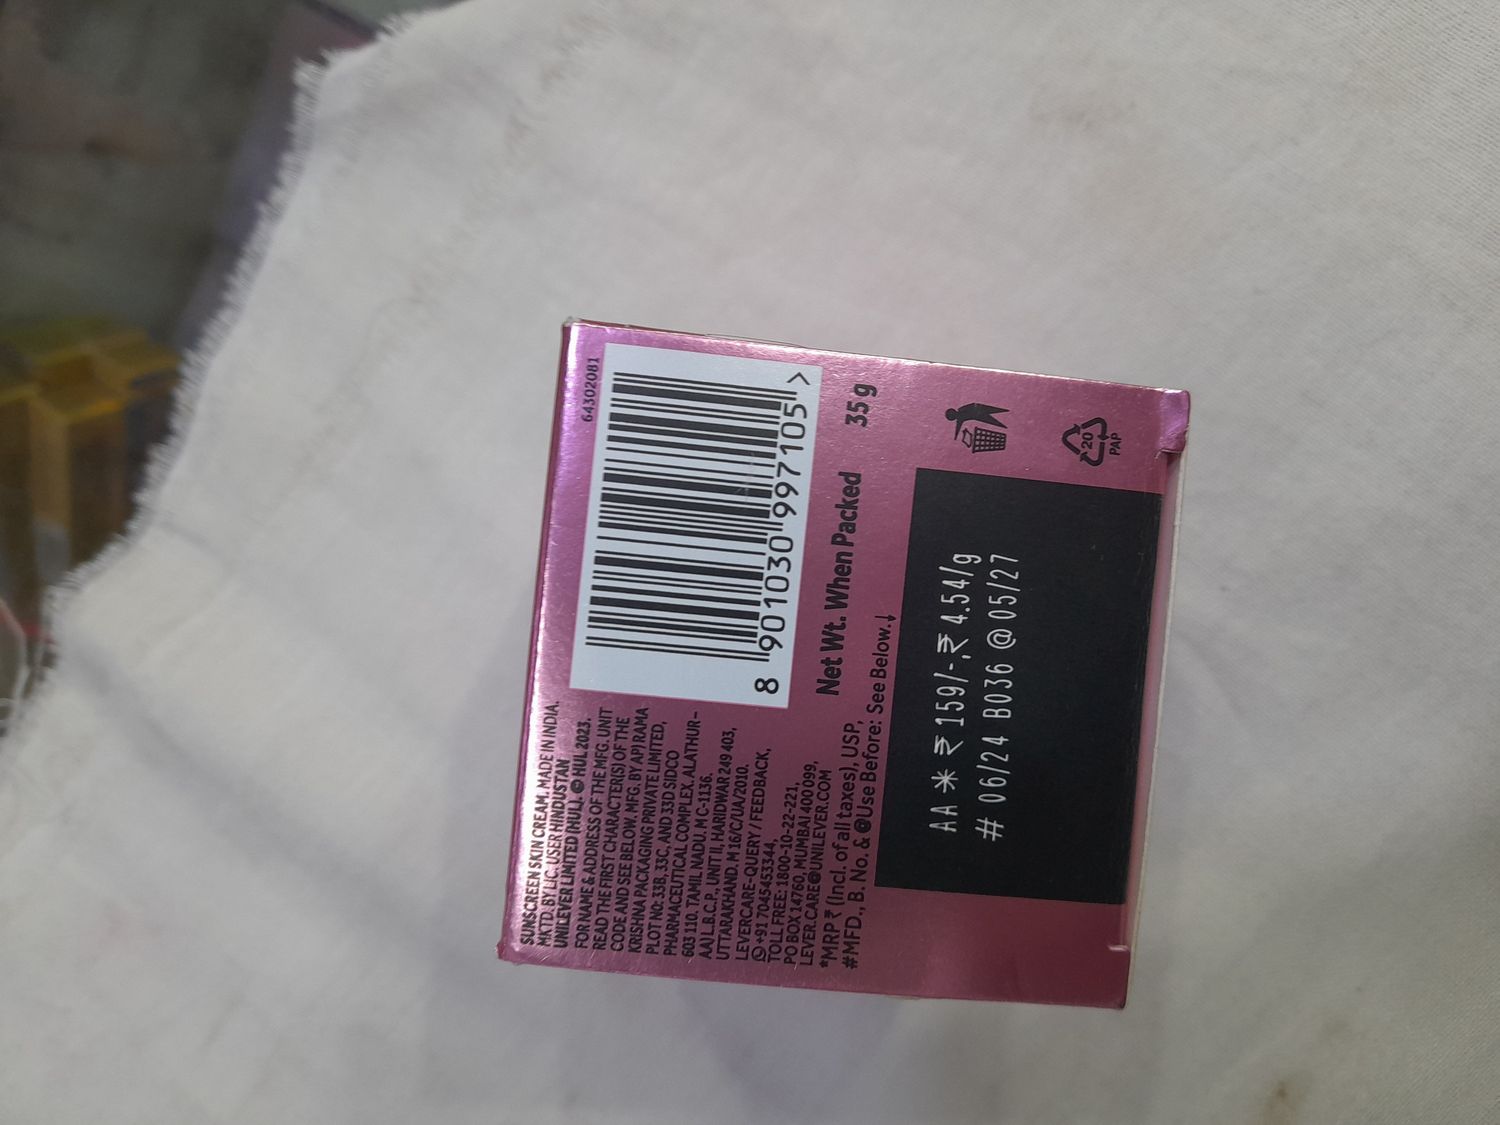 SUNSCREEN SKIN CREAM. MADE IN INDIA.
MKTD. BY LIC. USER HINDUSTAN
UNILEVER LIMITED (HUL). © HUL 2023.
FOR NAME & ADDRESS OF THE MFG. UNIT
READ THE FIRST CHARACTER(S) OF THE
CODE AND SEE BELOW. MFG. BY AP) RAMA
KRISHNA PACKAGING PRIVATE LIMITED,
PLOT NO: 33B, 33C, AND 33D SIDCO
PHARMACEUTICAL COMPLEX, ALATHUR-
603 110. TAMIL NADU. M C-1136.
AA) L.B.C.P., UNIT II, HARIDWAR 249 403,
UTTARAKHAND. M 16/C/UA/2010.
LEVERCARE-QUERY / FEEDBACK,
+91 7045453344,
TOLL FREE: 1800-10-22-221,
PO BOX 14760, MUMBAI 400 099,
LEVER.CARE@UNILEVER.COM
*MRP ₹ (Incl. of all taxes), USP,
#MFD., B. No. & @Use Before: See Below.↓
64302081
8 901030 997105 >
Net Wt. When Packed 35 g
AA * ₹ 159/-,₹ 4.54/g
# 06/24 B036 @ 05/27
20
PAP